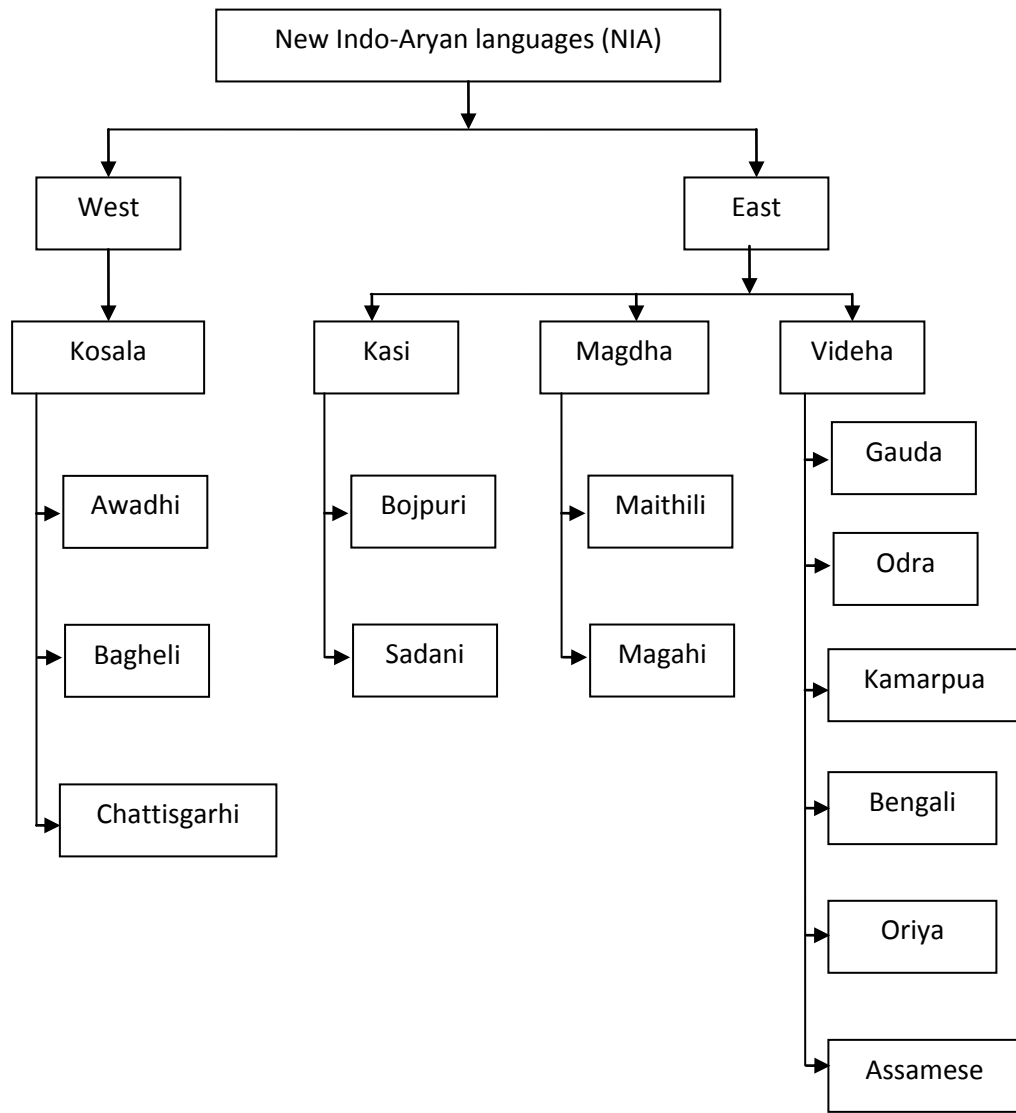 New Indo-Aryan languages (NIA)
West
East
Kosala
Kasi
Magdha
Videha
Gauda
Awadhi
Bojpuri
Maithili
Odra
Bagheli
Sadani
Magahi
Kamarpua
Chattisgarhi
Bengali
Oriya
Assamese